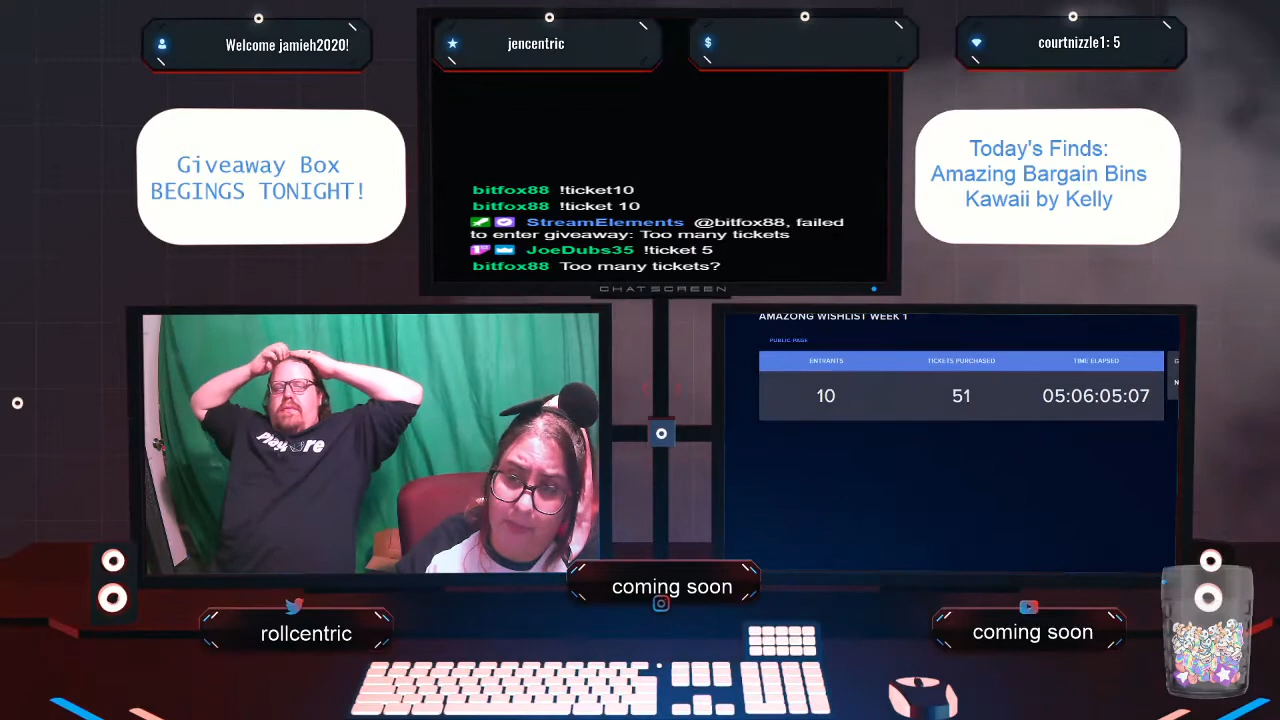 Welcome jamieh2020!
jencentric
$
courtnizzle1: 5
Giveaway Box
BEGINGS TONIGHT!
Today's Finds:
Amazing Bargain Bins
Kawaii by Kelly
bitfox88 !ticket10
bitfox88 !ticket 10
StreamElements @bitfox88, failed
to enter giveaway: Too many tickets
JoeDubs35 !ticket 5
bitfox88 Too many tickets?
CHATSCREEN
AMAZONG WISHLIST WEEK 1
PUBLIC PAGE
ENTRANTS TICKETS PURCHASED TIME ELAPSED
10 51 05:06:05:07
coming soon
rollcentric
coming soon